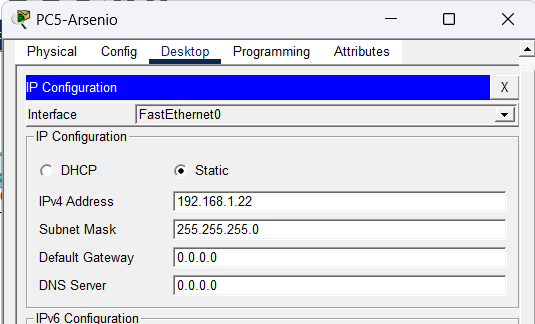 PC5-Arsenio
Physical Config Desktop Programming Attributes
IP Configuration X
Interface FastEthernet0
IP Configuration
DHCP Static
IPv4 Address 192.168.1.22
Subnet Mask 255.255.255.0
Default Gateway 0.0.0.0
DNS Server 0.0.0.0
IPv6 Configuration